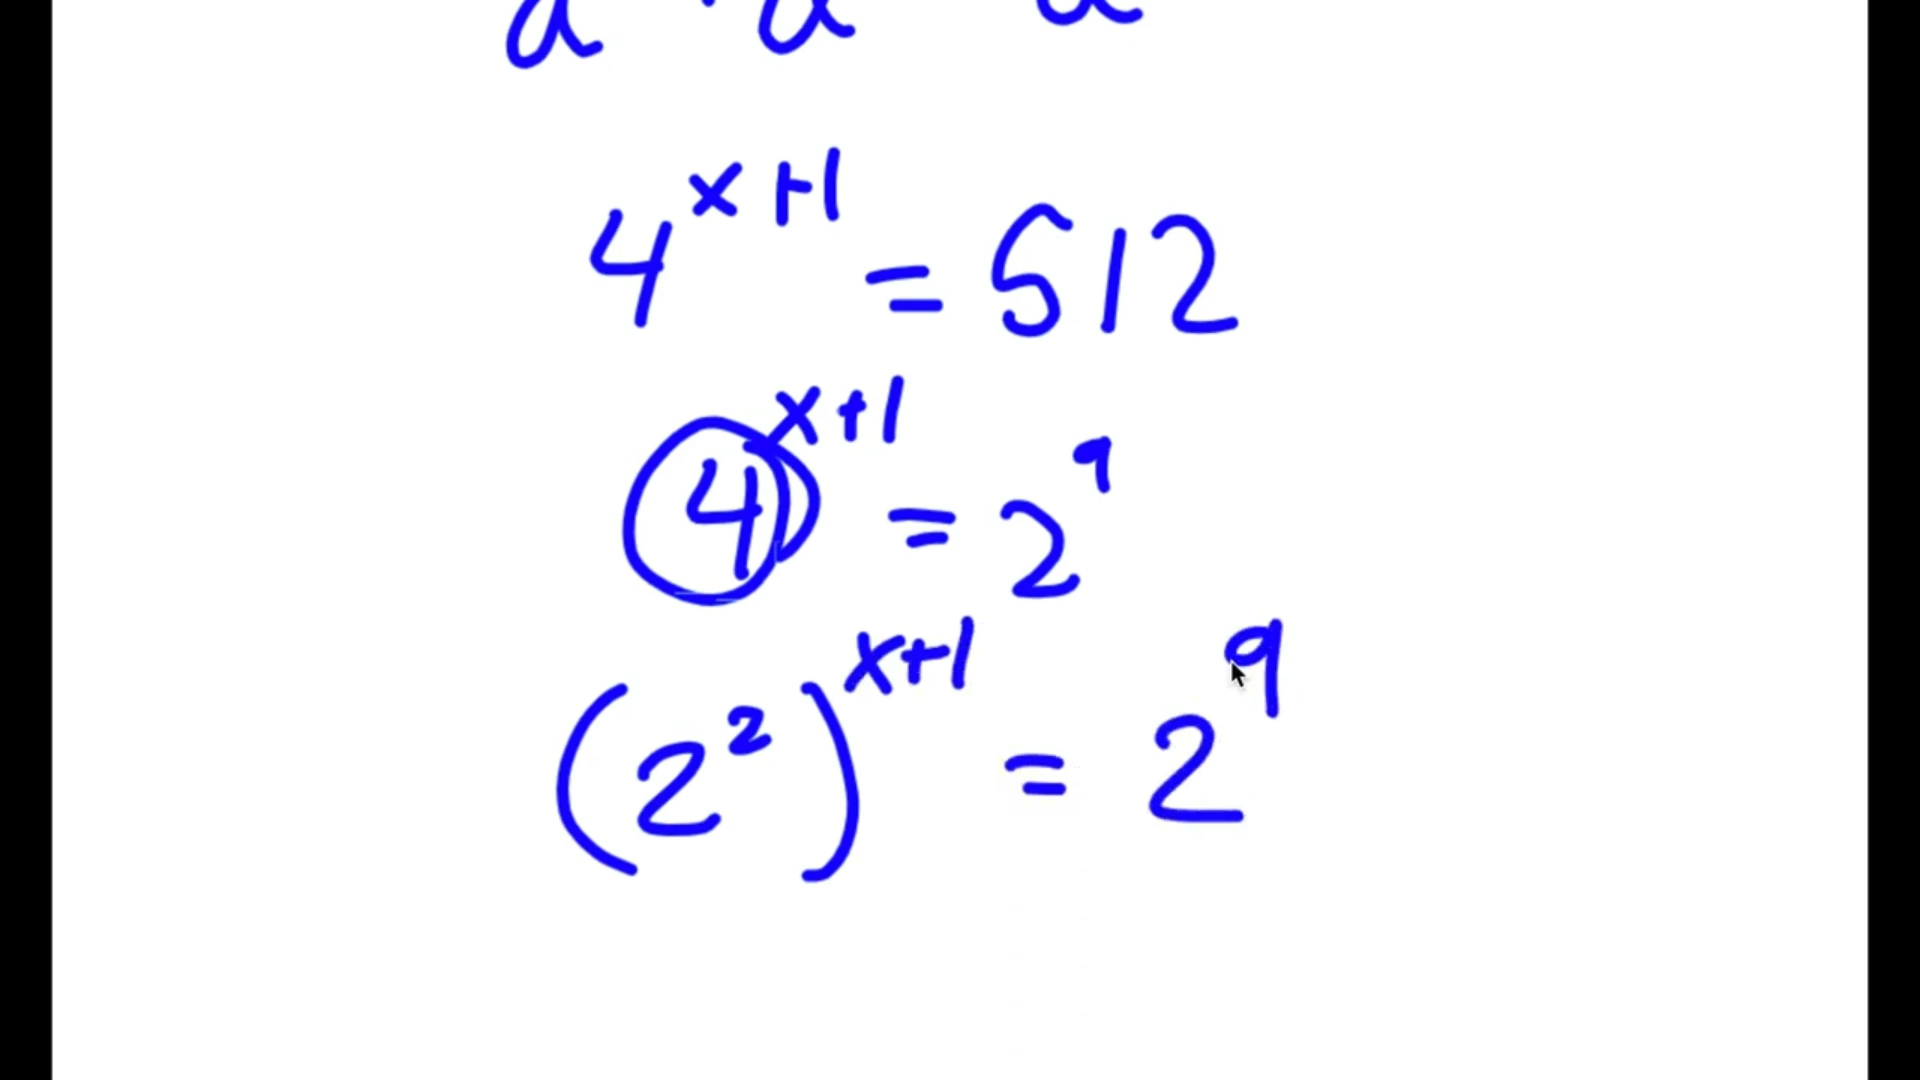 4^{x+1} = 512
4^{x+1} = 2^9
(2^2)^{x+1} = 2^9